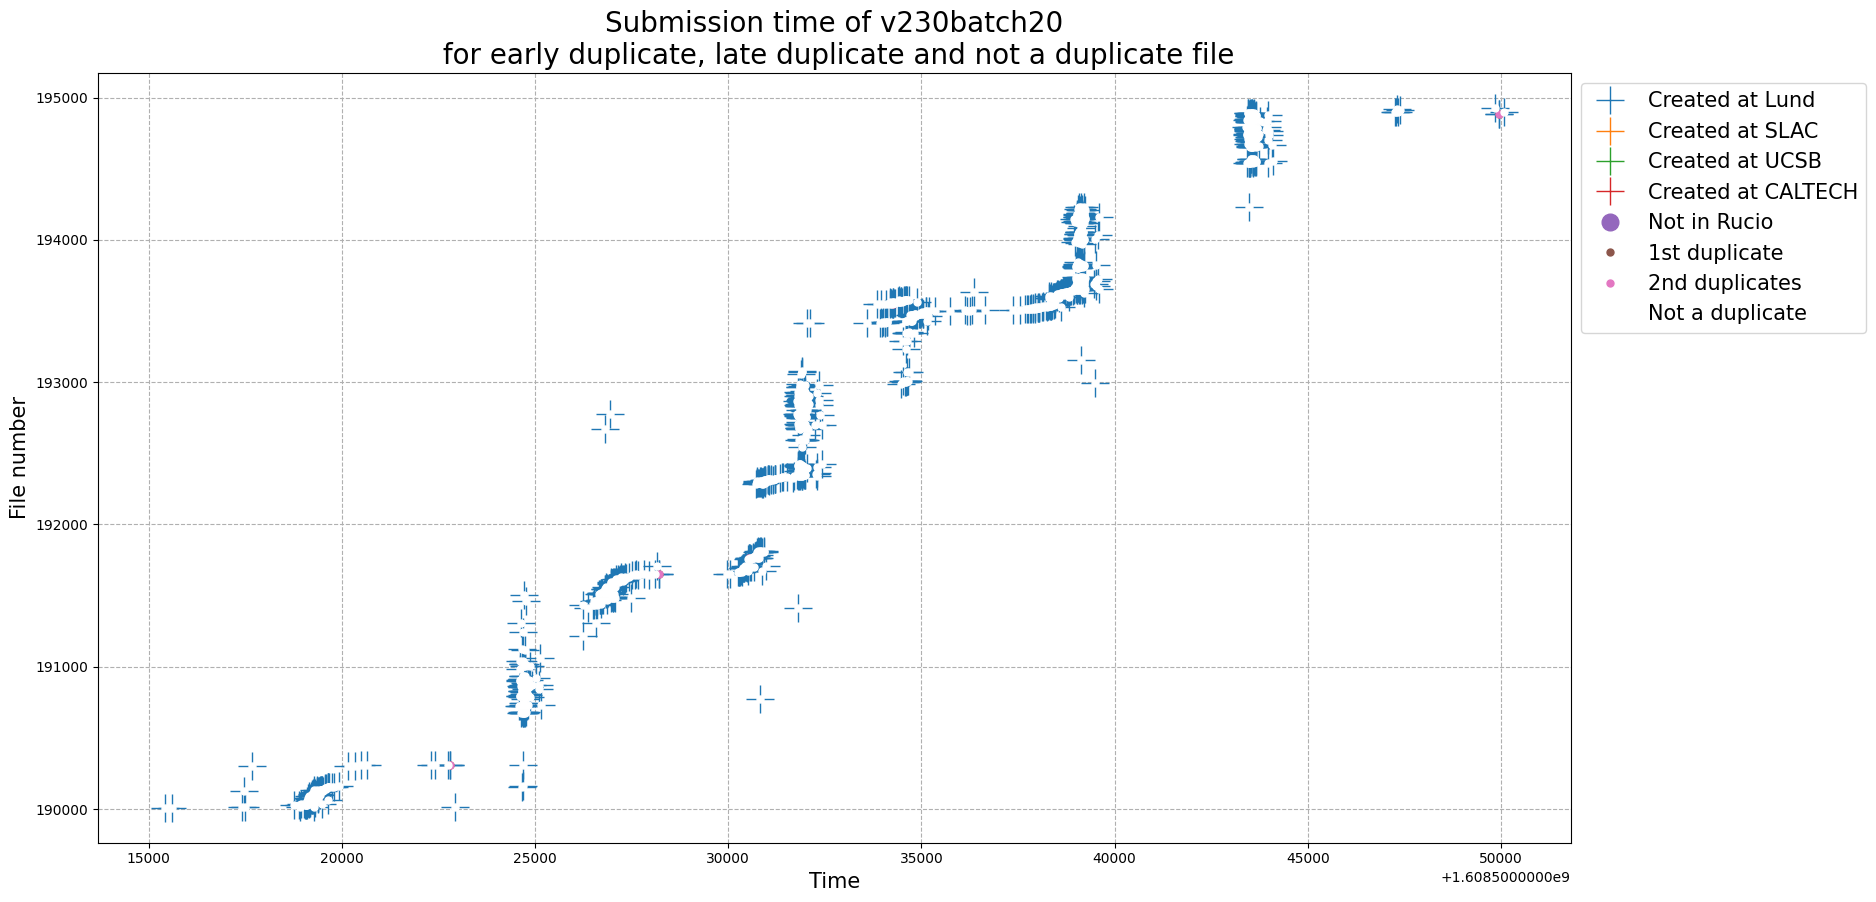 Submission time of v230batch20
for early duplicate, late duplicate and not a duplicate file
195000
194000
193000
192000
191000
190000
File number
15000
20000
25000
30000
35000
40000
45000
50000
+1.6085000000e9
Time
Created at Lund
Created at SLAC
Created at UCSB
Created at CALTECH
Not in Rucio
1st duplicate
2nd duplicates
Not a duplicate